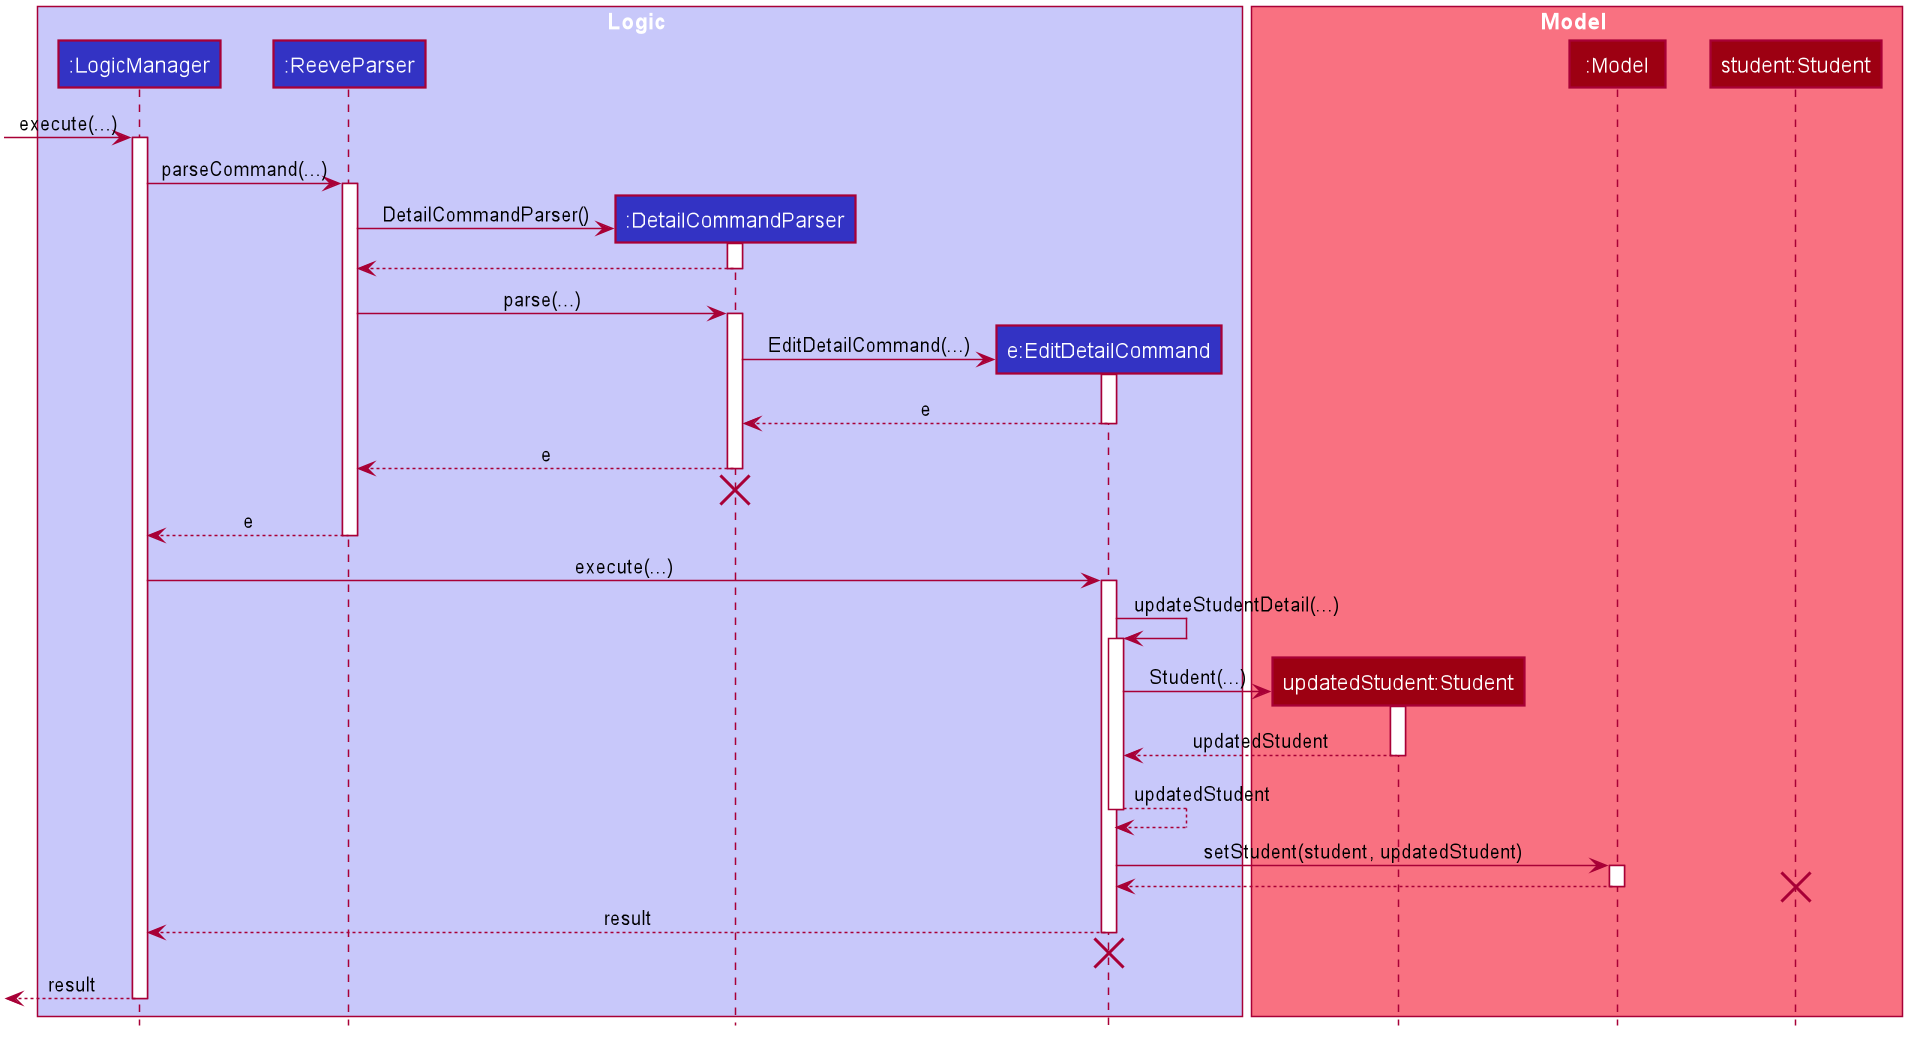 Logic
Model
:LogicManager
:ReeveParser
:Model
student:Student
execute(...)
parseCommand(...)
DetailCommandParser()
:DetailCommandParser
parse(...)
EditDetailCommand(...)
e:EditDetailCommand
e
e
e
execute(...)
updateStudentDetail(...)
Student(...)
updatedStudent:Student
updatedStudent
updatedStudent
setStudent(student, updatedStudent)
result
result